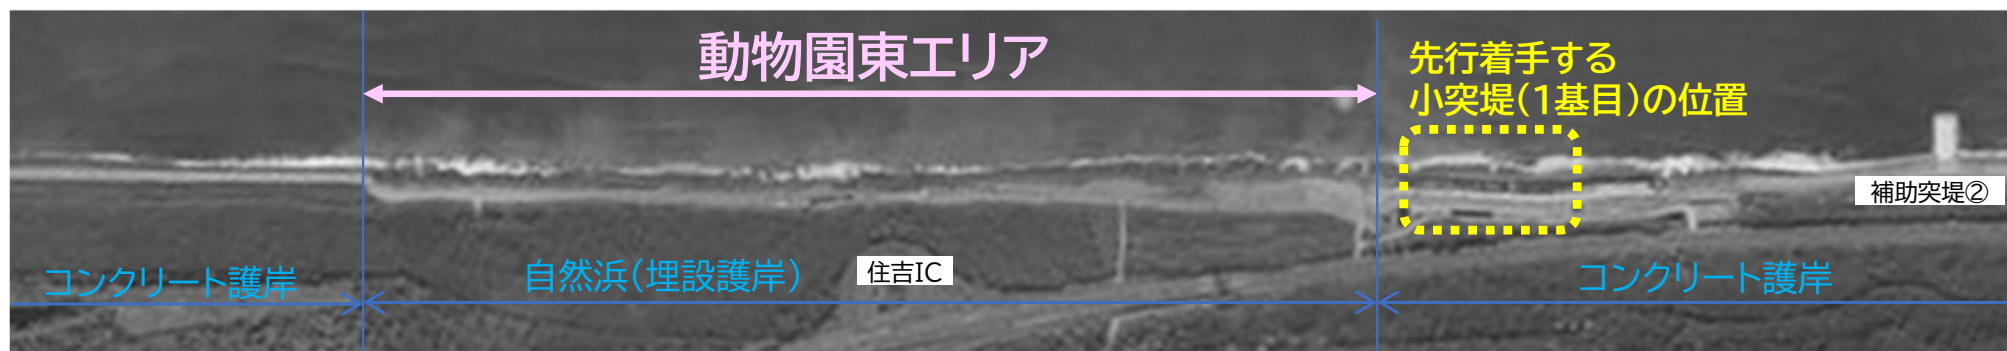 動物園東エリア
先行着手する
小突堤(1基目)の位置
補助突堤②
コンクリート護岸
自然浜(埋設護岸)
住吉IC
コンクリート護岸